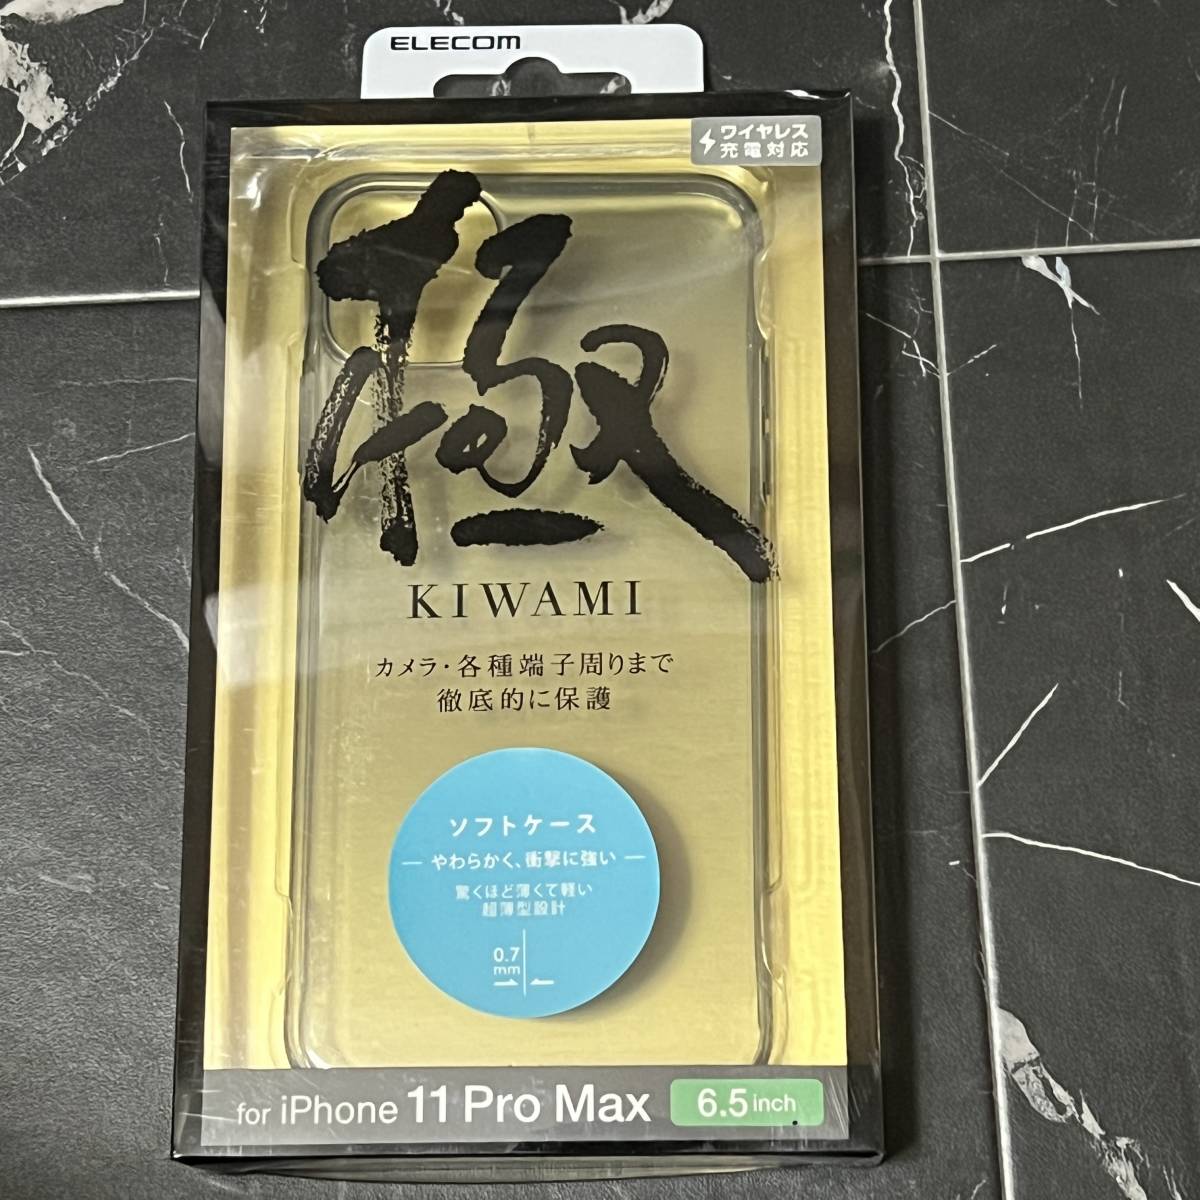 ELECOM
ワイヤレス
充電対応
極
KIWAMI
カメラ・各種端子周りまで
徹底的に保護
ソフトケース
やわらかく、衝撃に強い
驚くほど薄くて軽い
超薄型設計
0.7
mm
for iPhone 11 Pro Max 6.5inch